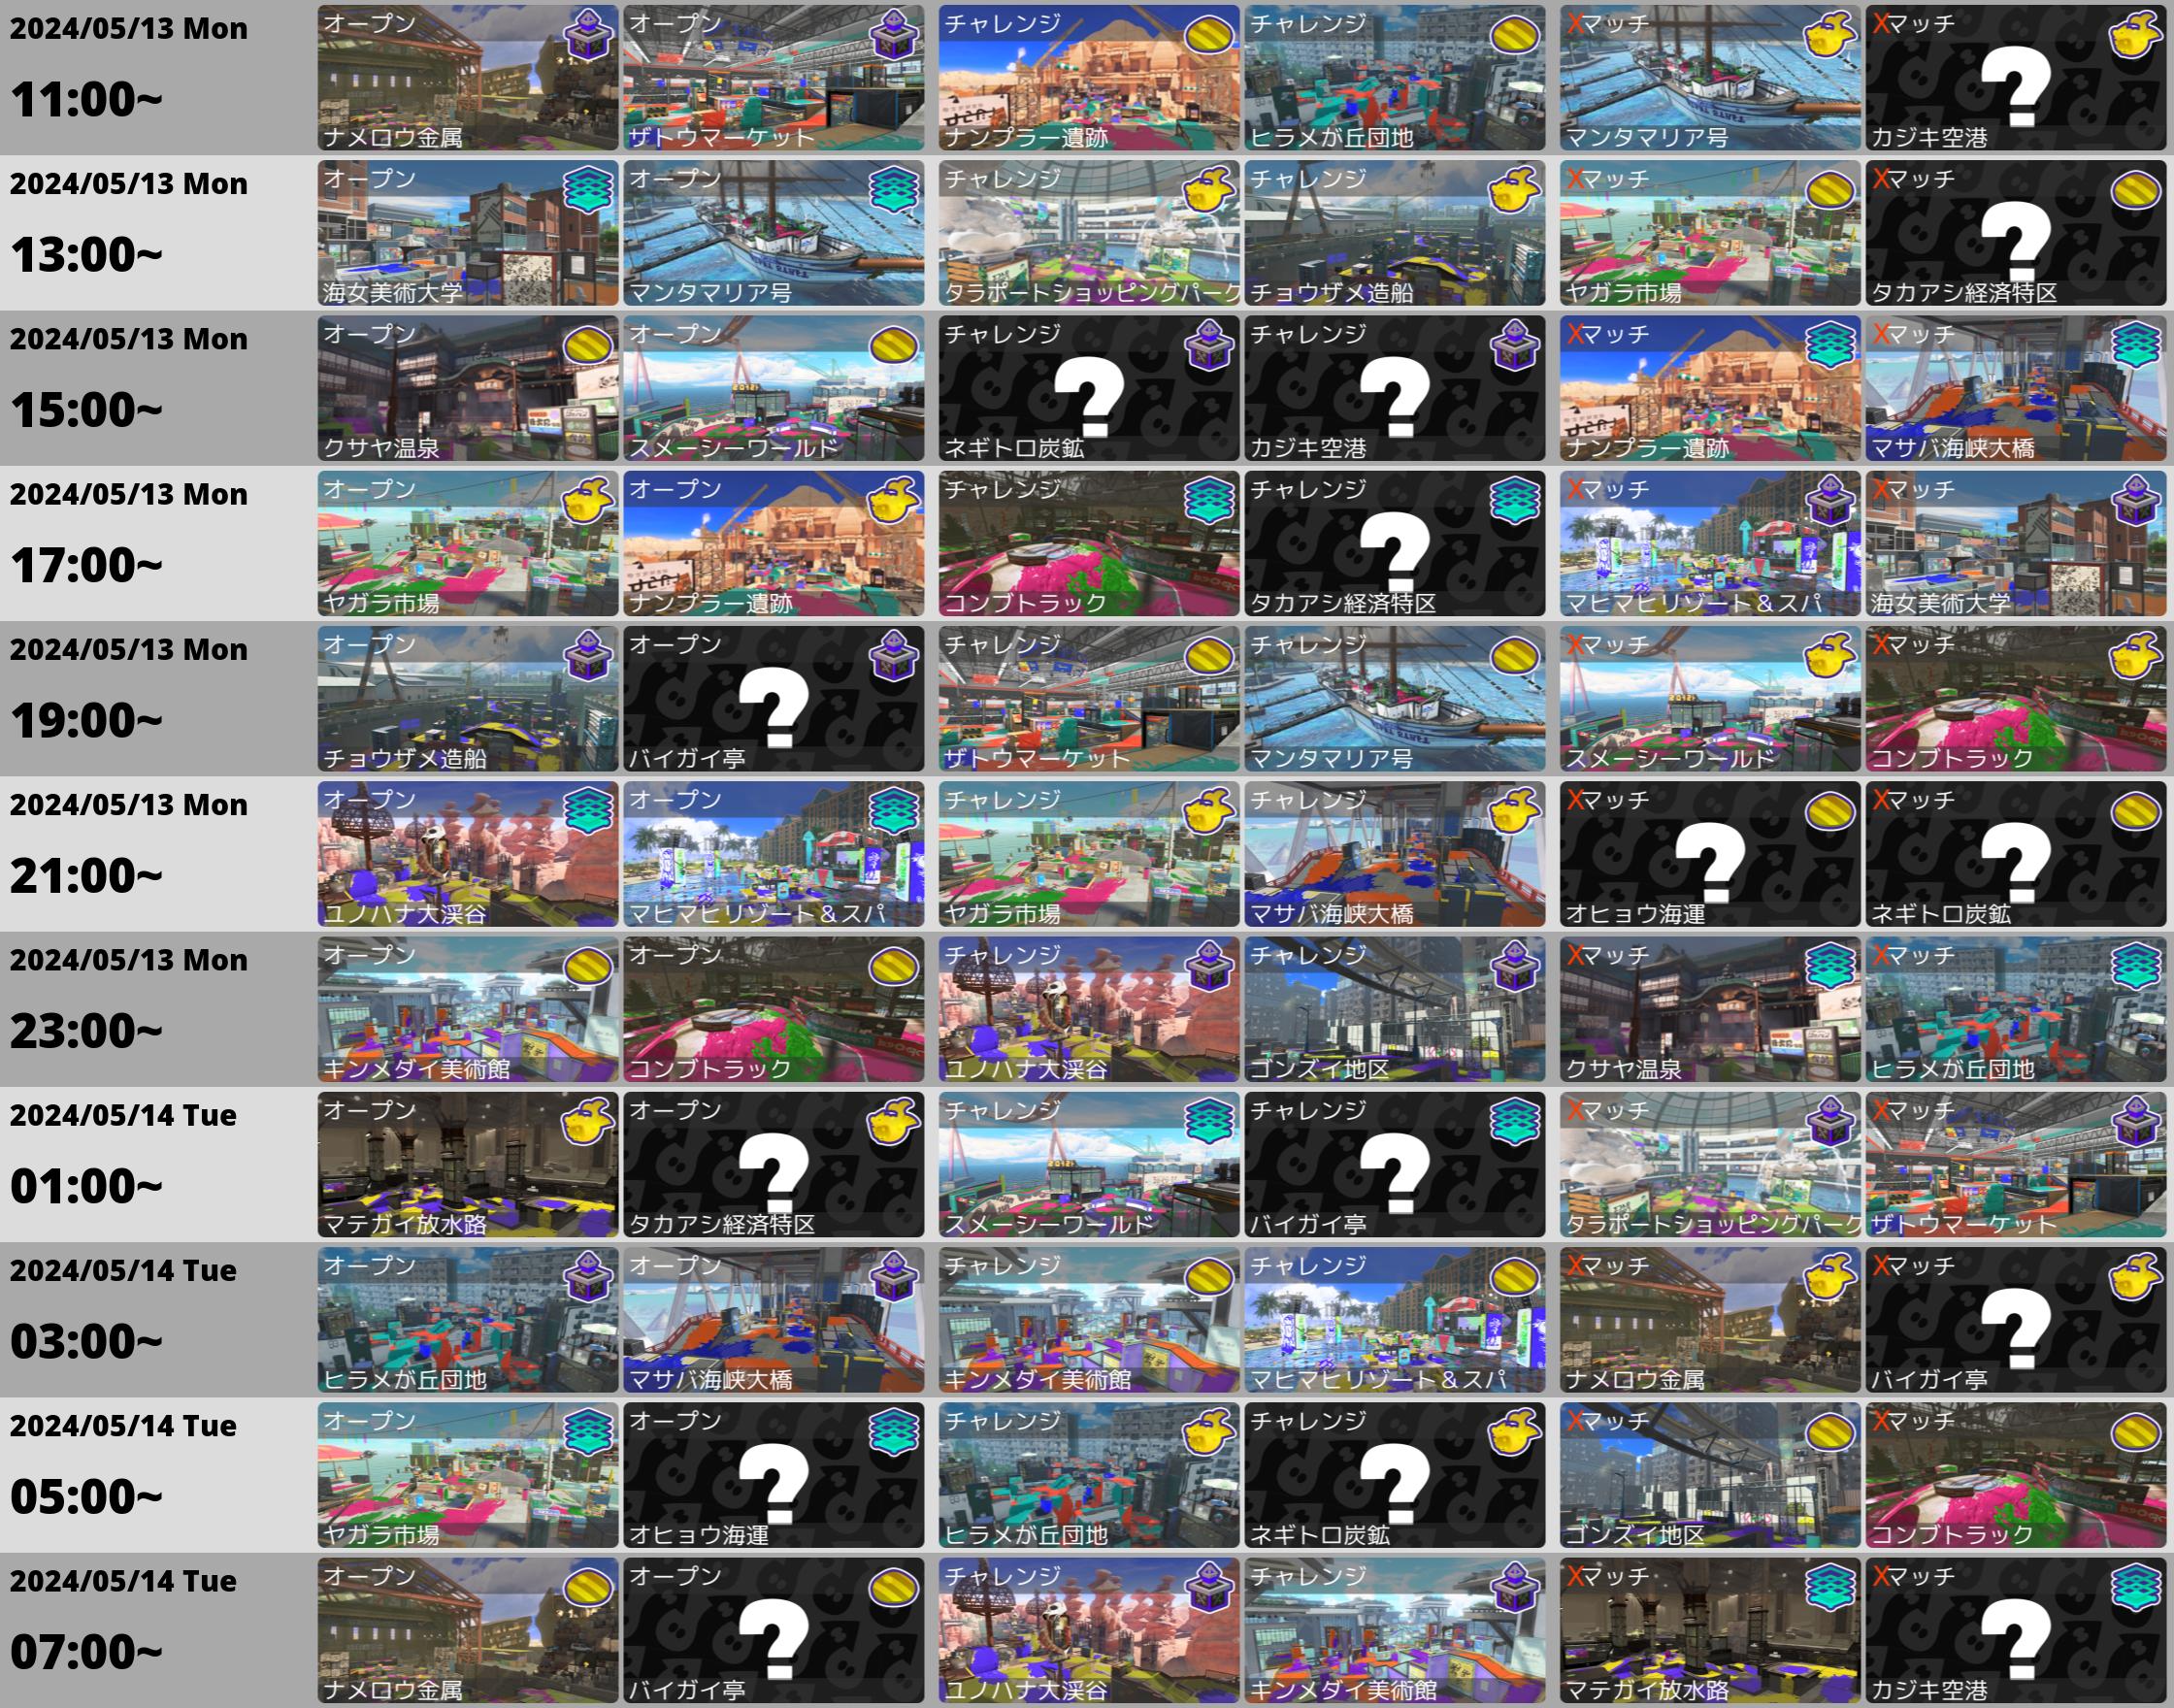 2024/05/13 Mon
11:00~
オープン オープン チャレンジ チャレンジ Xマッチ Xマッチ
ナメロウ金属 ザトウマーケット ナンプラー遺跡 ヒラメが丘団地 マンタマリア号 カジキ空港
2024/05/13 Mon
13:00~
オープン オープン チャレンジ チャレンジ Xマッチ Xマッチ
海女美術大学 マンタマリア号 タラポートショッピングパーク チョウザメ造船 ヤガラ市場 タカアシ経済特区
2024/05/13 Mon
15:00~
オープン オープン チャレンジ チャレンジ Xマッチ Xマッチ
クサヤ温泉 スメーシーワールド ネギトロ炭鉱 カジキ空港 ナンプラー遺跡 マサバ海峡大橋
2024/05/13 Mon
17:00~
オープン オープン チャレンジ チャレンジ Xマッチ Xマッチ
ヤガラ市場 ナンプラー遺跡 コンブトラック タカアシ経済特区 マヒマヒリゾート&スパ 海女美術大学
2024/05/13 Mon
19:00~
オープン オープン チャレンジ チャレンジ Xマッチ Xマッチ
チョウザメ造船 バイガイ亭 ザトウマーケット マンタマリア号 スメーシーワールド コンブトラック
2024/05/13 Mon
21:00~
オープン オープン チャレンジ チャレンジ Xマッチ Xマッチ
ユノハナ大渓谷 マヒマヒリゾート&スパ ヤガラ市場 マサバ海峡大橋 オヒョウ海運 ネギトロ炭鉱
2024/05/13 Mon
23:00~
オープン オープン チャレンジ チャレンジ Xマッチ Xマッチ
キンメダイ美術館 コンブトラック ユノハナ大渓谷 ゴンズイ地区 クサヤ温泉 ヒラメが丘団地
2024/05/14 Tue
01:00~
オープン オープン チャレンジ チャレンジ Xマッチ Xマッチ
マテガイ放水路 タカアシ経済特区 スメーシーワールド バイガイ亭 タラポートショッピングパーク ザトウマーケット
2024/05/14 Tue
03:00~
オープン オープン チャレンジ チャレンジ Xマッチ Xマッチ
ヒラメが丘団地 マサバ海峡大橋 キンメダイ美術館 マヒマヒリゾート&スパ ナメロウ金属 バイガイ亭
2024/05/14 Tue
05:00~
オープン オープン チャレンジ チャレンジ Xマッチ Xマッチ
ヤガラ市場 オヒョウ海運 ヒラメが丘団地 ネギトロ炭鉱 ゴンズイ地区 コンブトラック
2024/05/14 Tue
07:00~
オープン オープン チャレンジ チャレンジ Xマッチ Xマッチ
ナメロウ金属 バイガイ亭 ユノハナ大渓谷 キンメダイ美術館 マテガイ放水路 カジキ空港